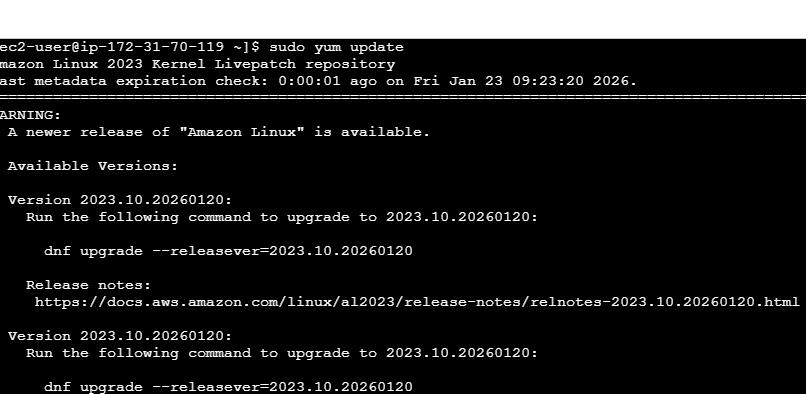 ec2-user@ip-172-31-70-119 ~]$ sudo yum update
mazon Linux 2023 Kernel Livepatch repository
ast metadata expiration check: 0:00:01 ago on Fri Jan 23 09:23:20 2026.
================================================================================
ARNING:
A newer release of "Amazon Linux" is available.
Available Versions:
Version 2023.10.20260120:
Run the following command to upgrade to 2023.10.20260120:
dnf upgrade --releasever=2023.10.20260120
Release notes:
https://docs.aws.amazon.com/linux/al2023/release-notes/relnotes-2023.10.20260120.html
Version 2023.10.20260120:
Run the following command to upgrade to 2023.10.20260120:
dnf upgrade --releasever=2023.10.20260120